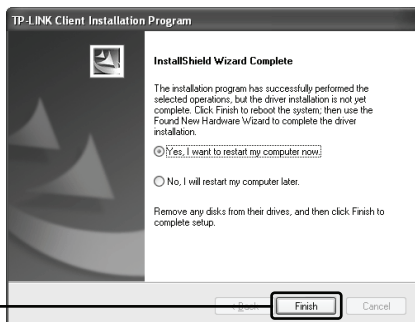 TP-LINK Client Installation Program
InstallShield Wizard Complete
The installation program has successfully performed the
selected operations, but the driver installation is not yet
complete. Click Finish to reboot the system; then use the
Found New Hardware Wizard to complete the driver
installation.
Yes, I want to restart my computer now.
No, I will restart my computer later.
Remove any disks from their drives, and then click Finish to
complete setup.
< Back Finish Cancel